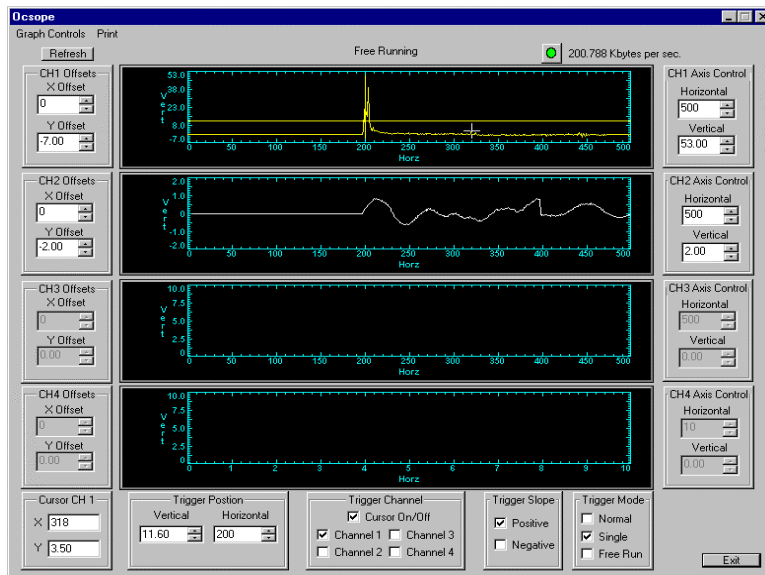 Ocsope
Graph Controls Print
Refresh
Free Running
200.788 Kbytes per sec.
CH1 Offsets
X Offset
0
Y Offset
-7.00
53.0
38.0
23.0
8.0
-7.0
Vert
0 50 100 150 200 250 300 350 400 450 500
Horz
CH1 Axis Control
Horizontal
500
Vertical
53.00
CH2 Offsets
X Offset
0
Y Offset
-2.00
2.0
1.0
0
-1.0
-2.0
Vert
0 50 100 150 200 250 300 350 400 450 500
Horz
CH2 Axis Control
Horizontal
500
Vertical
2.00
CH3 Offsets
X Offset
0
Y Offset
0.00
10.0
7.5
5.0
2.5
0
Vert
0 50 100 150 200 250 300 350 400 450 500
Horz
CH3 Axis Control
Horizontal
500
Vertical
0.00
CH4 Offsets
X Offset
0
Y Offset
0.00
10.0
7.5
5.0
2.5
0
Vert
0 1 2 3 4 5 6 7 8 9 10
Horz
CH4 Axis Control
Horizontal
10
Vertical
0.00
Cursor CH 1
X 318
Y 3.50
Trigger Postion
Vertical Horizontal
11.60 200
Trigger Channel
Cursor On/Off
Channel 1 Channel 3
Channel 2 Channel 4
Trigger Slope
Positive
Negative
Trigger Mode
Normal
Single
Free Run
Exit